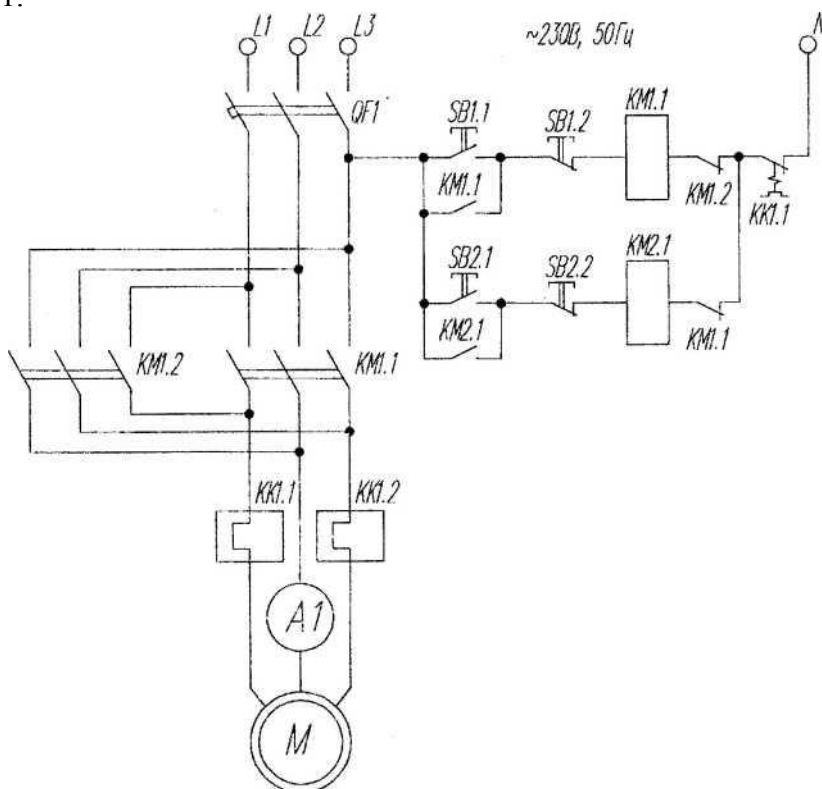 1.
L1 L2 L3
~230В, 50Гц
N
QF1
SB1.1
SB1.2
KM1.1
KM1.1
KM1.2
KK1.1
SB2.1
SB2.2
KM2.1
KM2.1
KM1.1
KM1.2
KM1.1
KK1.1
KK1.2
A1
M